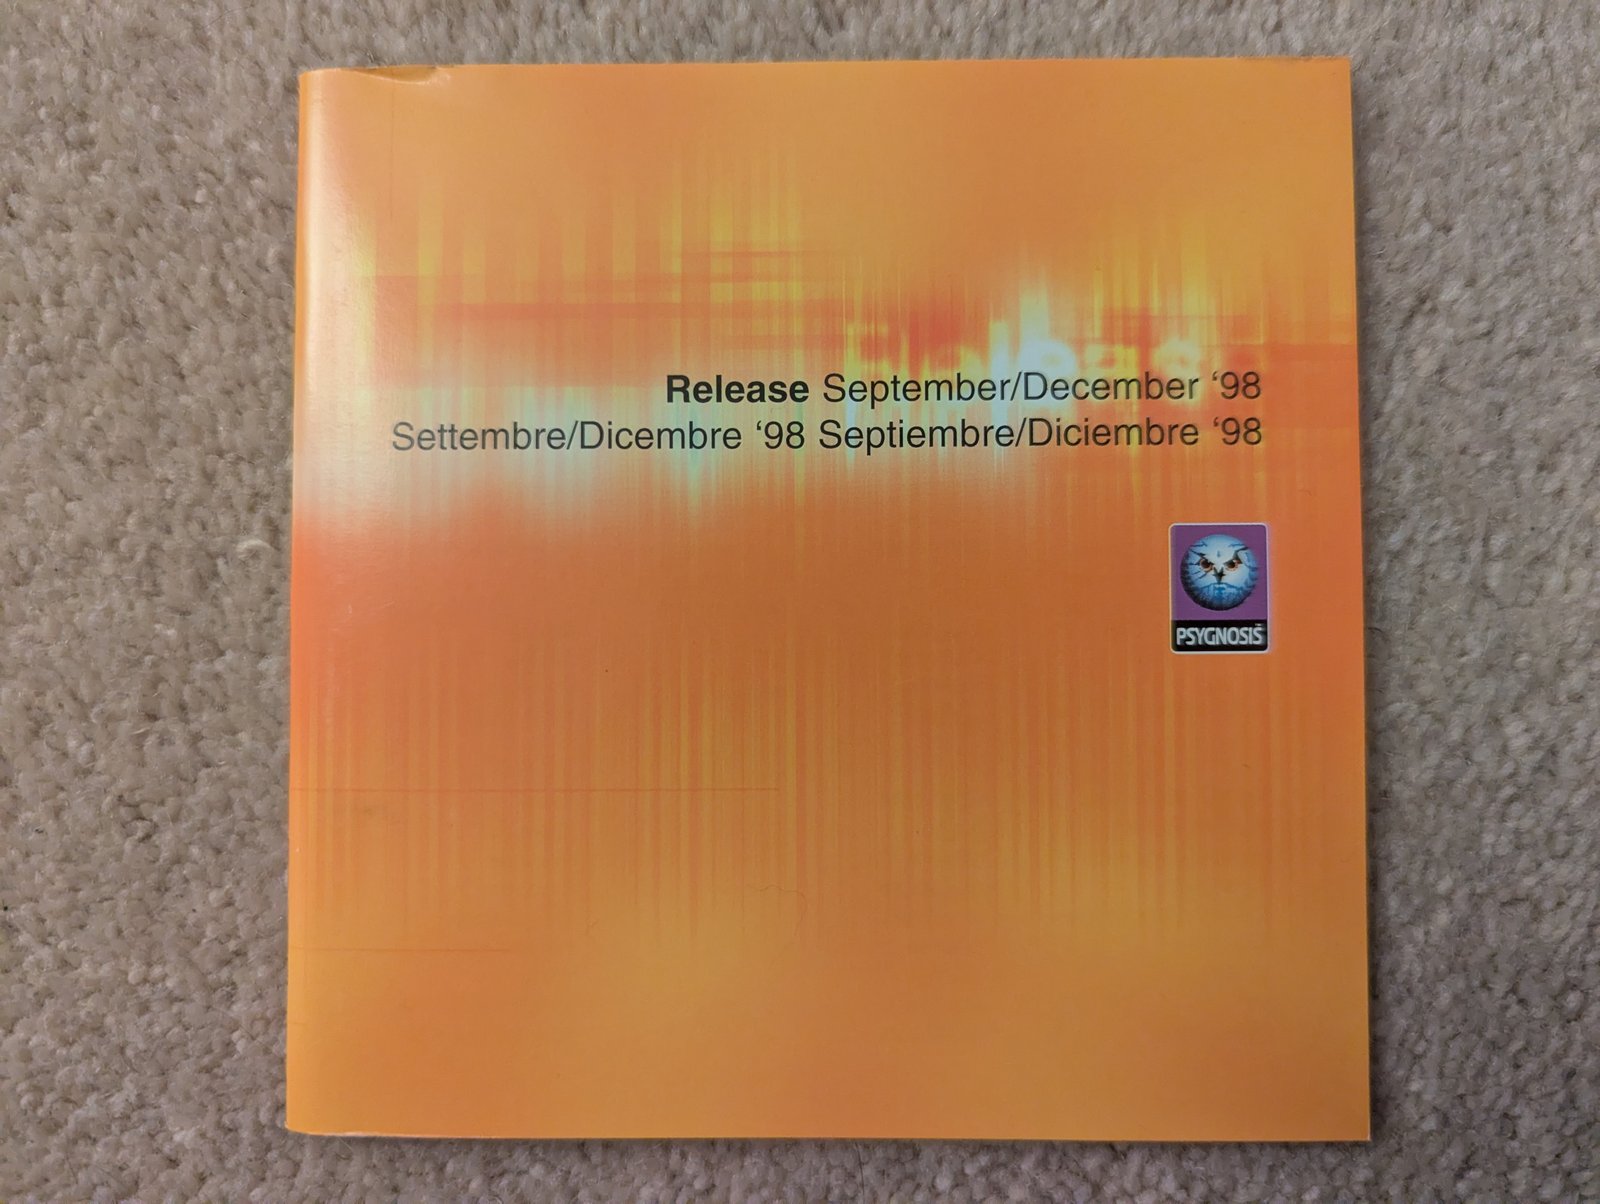 Release September/December ‘98
Settembre/Dicembre ‘98 Septiembre/Diciembre ‘98
PSYGNOSIS